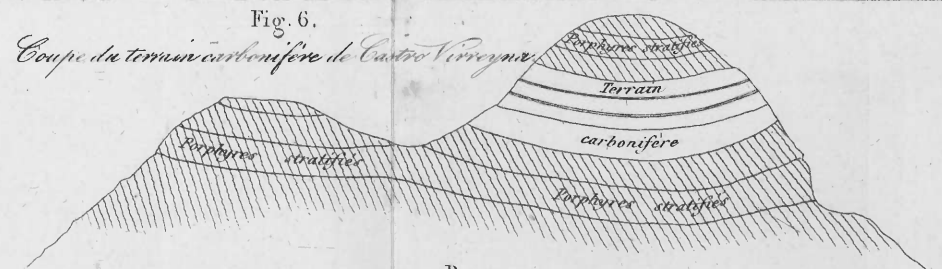 Fig. 6.
Coupe du terrain carbonifère de Castro Virreyna.
Porphyres stratifiés
Terrain
carbonifère
Porphyres stratifiés
Porphyres stratifiés